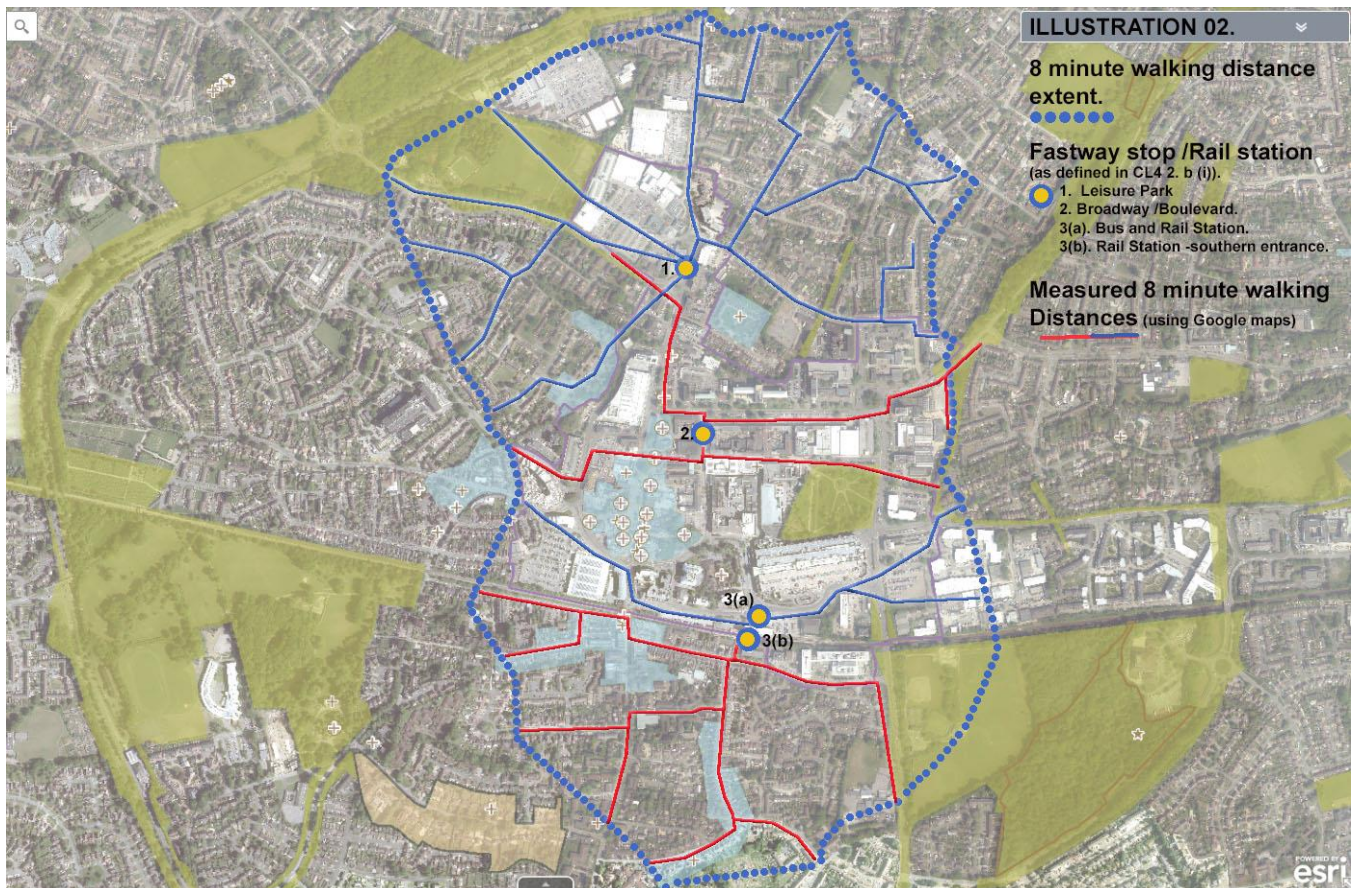 ILLUSTRATION 02.
8 minute walking distance
extent.
Fastway stop /Rail station
(as defined in CL4 2. b (i)).
1. Leisure Park
2. Broadway /Boulevard.
3(a). Bus and Rail Station.
3(b). Rail Station -southern entrance.
Measured 8 minute walking
Distances (using Google maps)
1.
2.
3(a)
3(b)
POWERED BY
esri